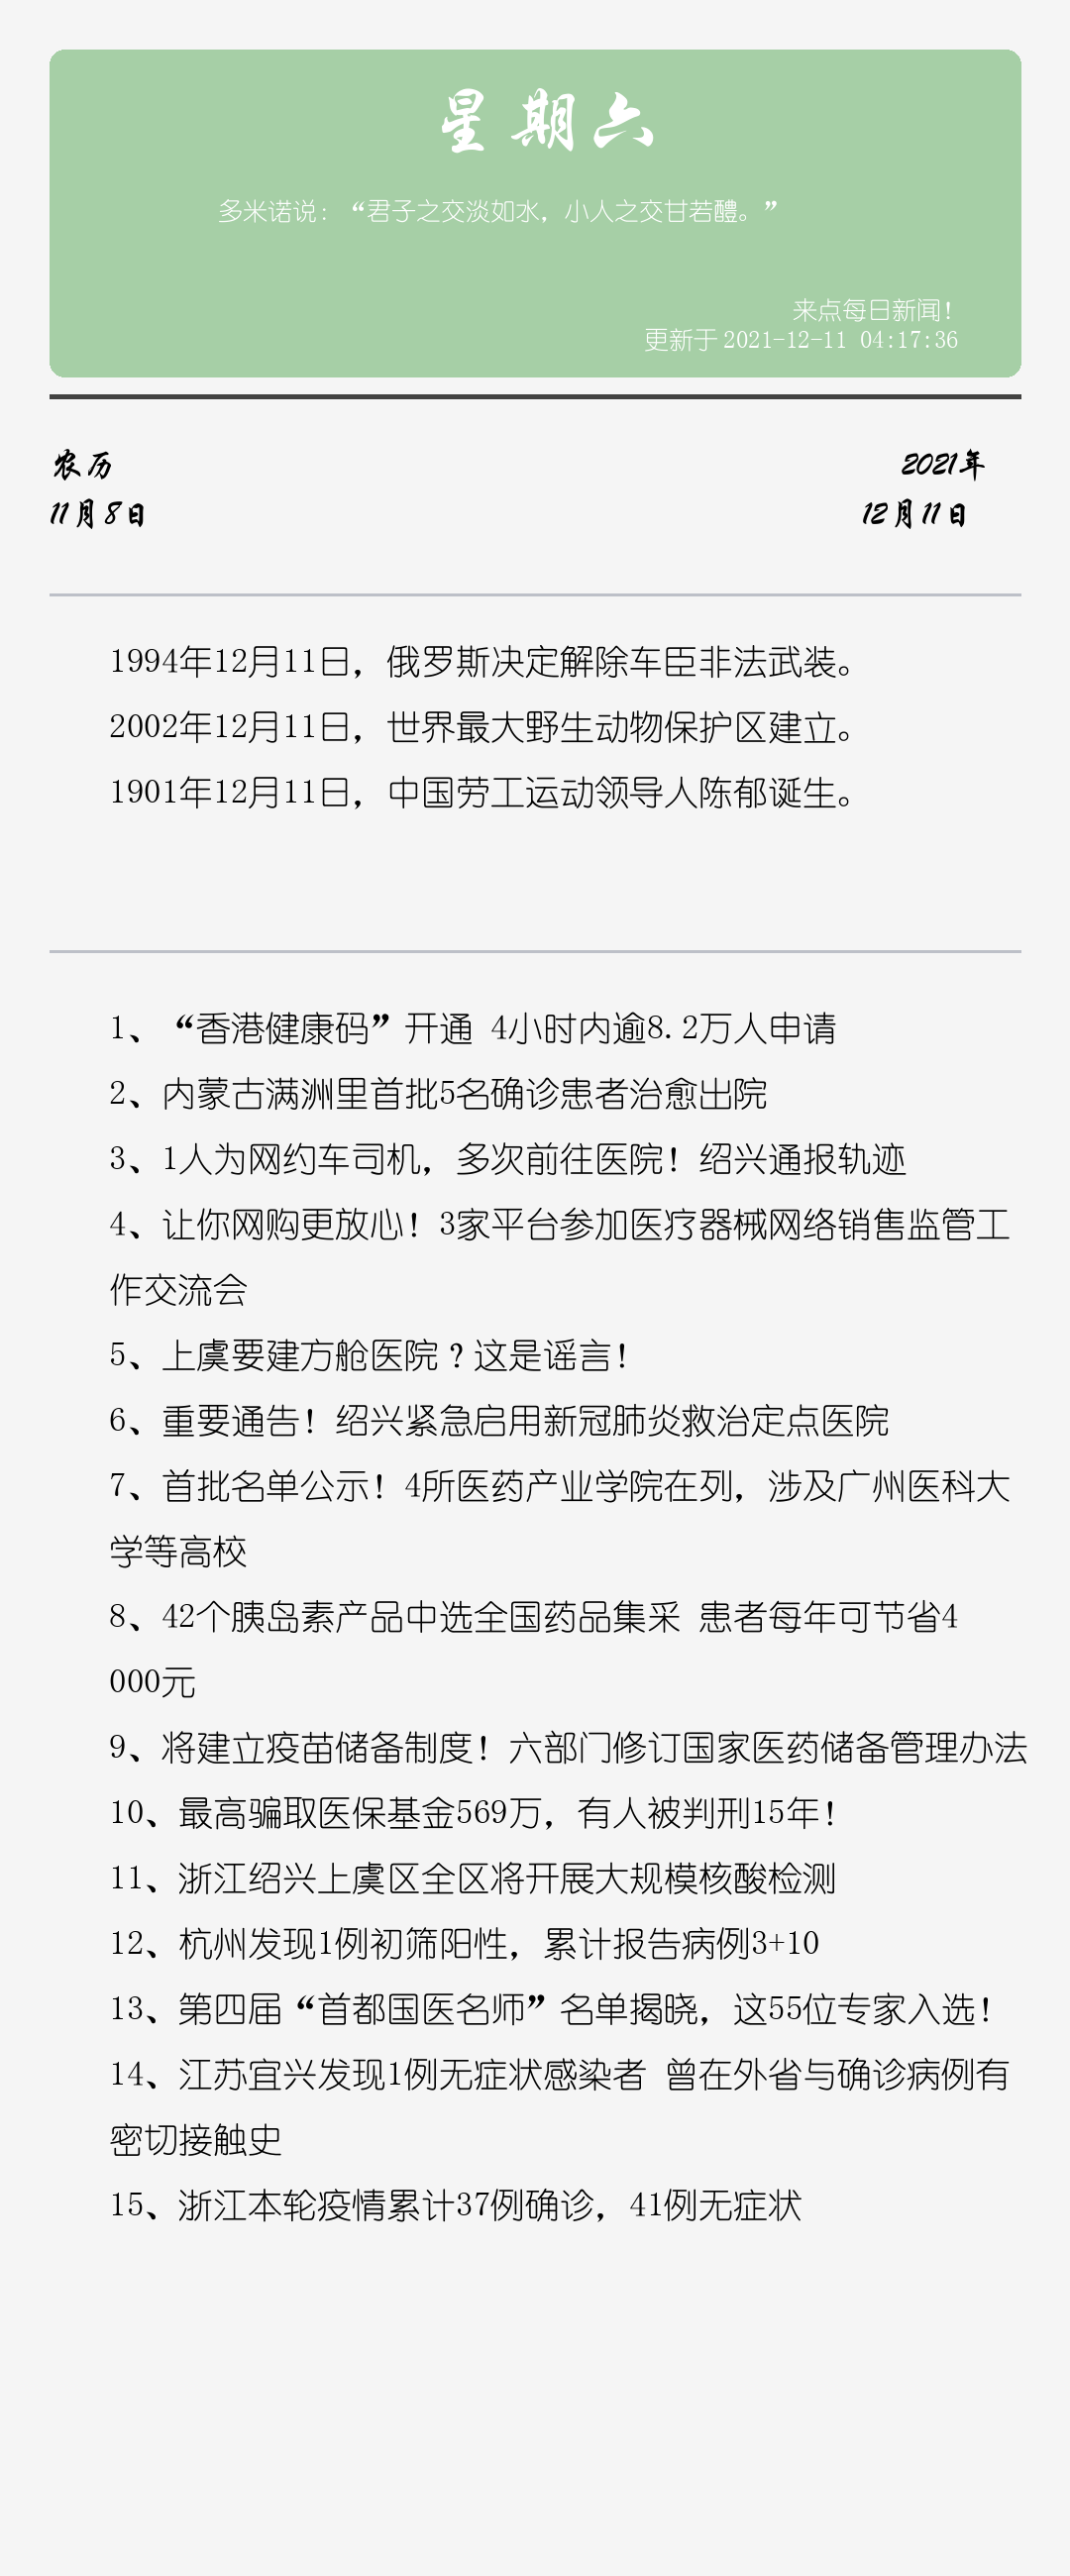 星期六
多米诺说：“君子之交淡如水，小人之交甘若醴。”
来点每日新闻！
更新于 2021-12-11 04:17:36
农历
2021年
11月8日
12月11日
1994年12月11日，俄罗斯决定解除车臣非法武装。
2002年12月11日，世界最大野生动物保护区建立。
1901年12月11日，中国劳工运动领导人陈郁诞生。
1、“香港健康码”开通 4小时内逾8.2万人申请
2、内蒙古满洲里首批5名确诊患者治愈出院
3、1人为网约车司机，多次前往医院！绍兴通报轨迹
4、让你网购更放心！3家平台参加医疗器械网络销售监管工
作交流会
5、上虞要建方舱医院？这是谣言！
6、重要通告！绍兴紧急启用新冠肺炎救治定点医院
7、首批名单公示！4所医药产业学院在列，涉及广州医科大
学等高校
8、42个胰岛素产品中选全国药品集采 患者每年可节省4
000元
9、将建立疫苗储备制度！六部门修订国家医药储备管理办法
10、最高骗取医保基金569万，有人被判刑15年！
11、浙江绍兴上虞区全区将开展大规模核酸检测
12、杭州发现1例初筛阳性，累计报告病例3+10
13、第四届“首都国医名师”名单揭晓，这55位专家入选！
14、江苏宜兴发现1例无症状感染者 曾在外省与确诊病例有
密切接触史
15、浙江本轮疫情累计37例确诊，41例无症状